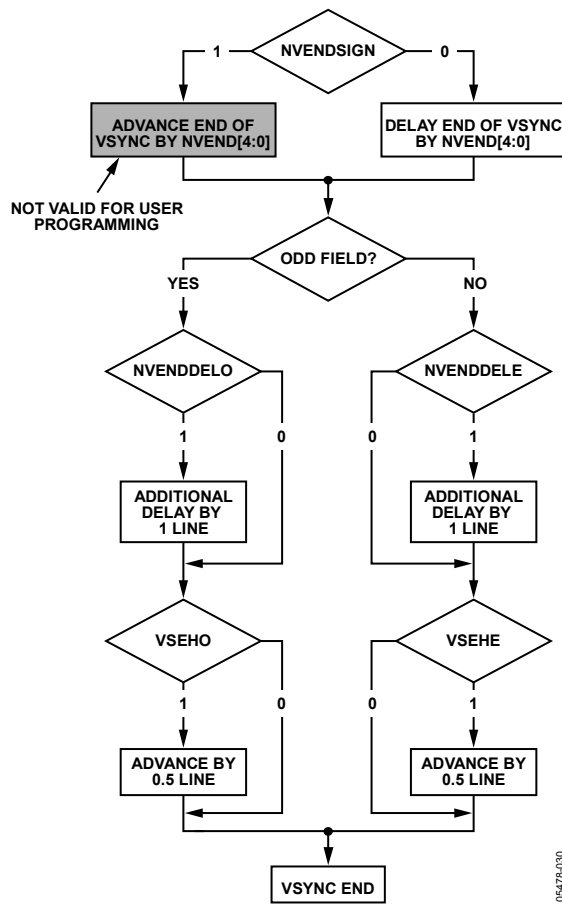 NVENDSIGN
1
0
ADVANCE END OF
VSYNC BY NVEND[4:0]
DELAY END OF VSYNC
BY NVEND[4:0]
NOT VALID FOR USER
PROGRAMMING
ODD FIELD?
YES
NO
NVENDDELO
NVENDDELE
1
0
0
1
ADDITIONAL
DELAY BY
1 LINE
ADDITIONAL
DELAY BY
1 LINE
VSEHO
VSEHE
1
0
0
1
ADVANCE BY
0.5 LINE
ADVANCE BY
0.5 LINE
VSYNC END
05478-030